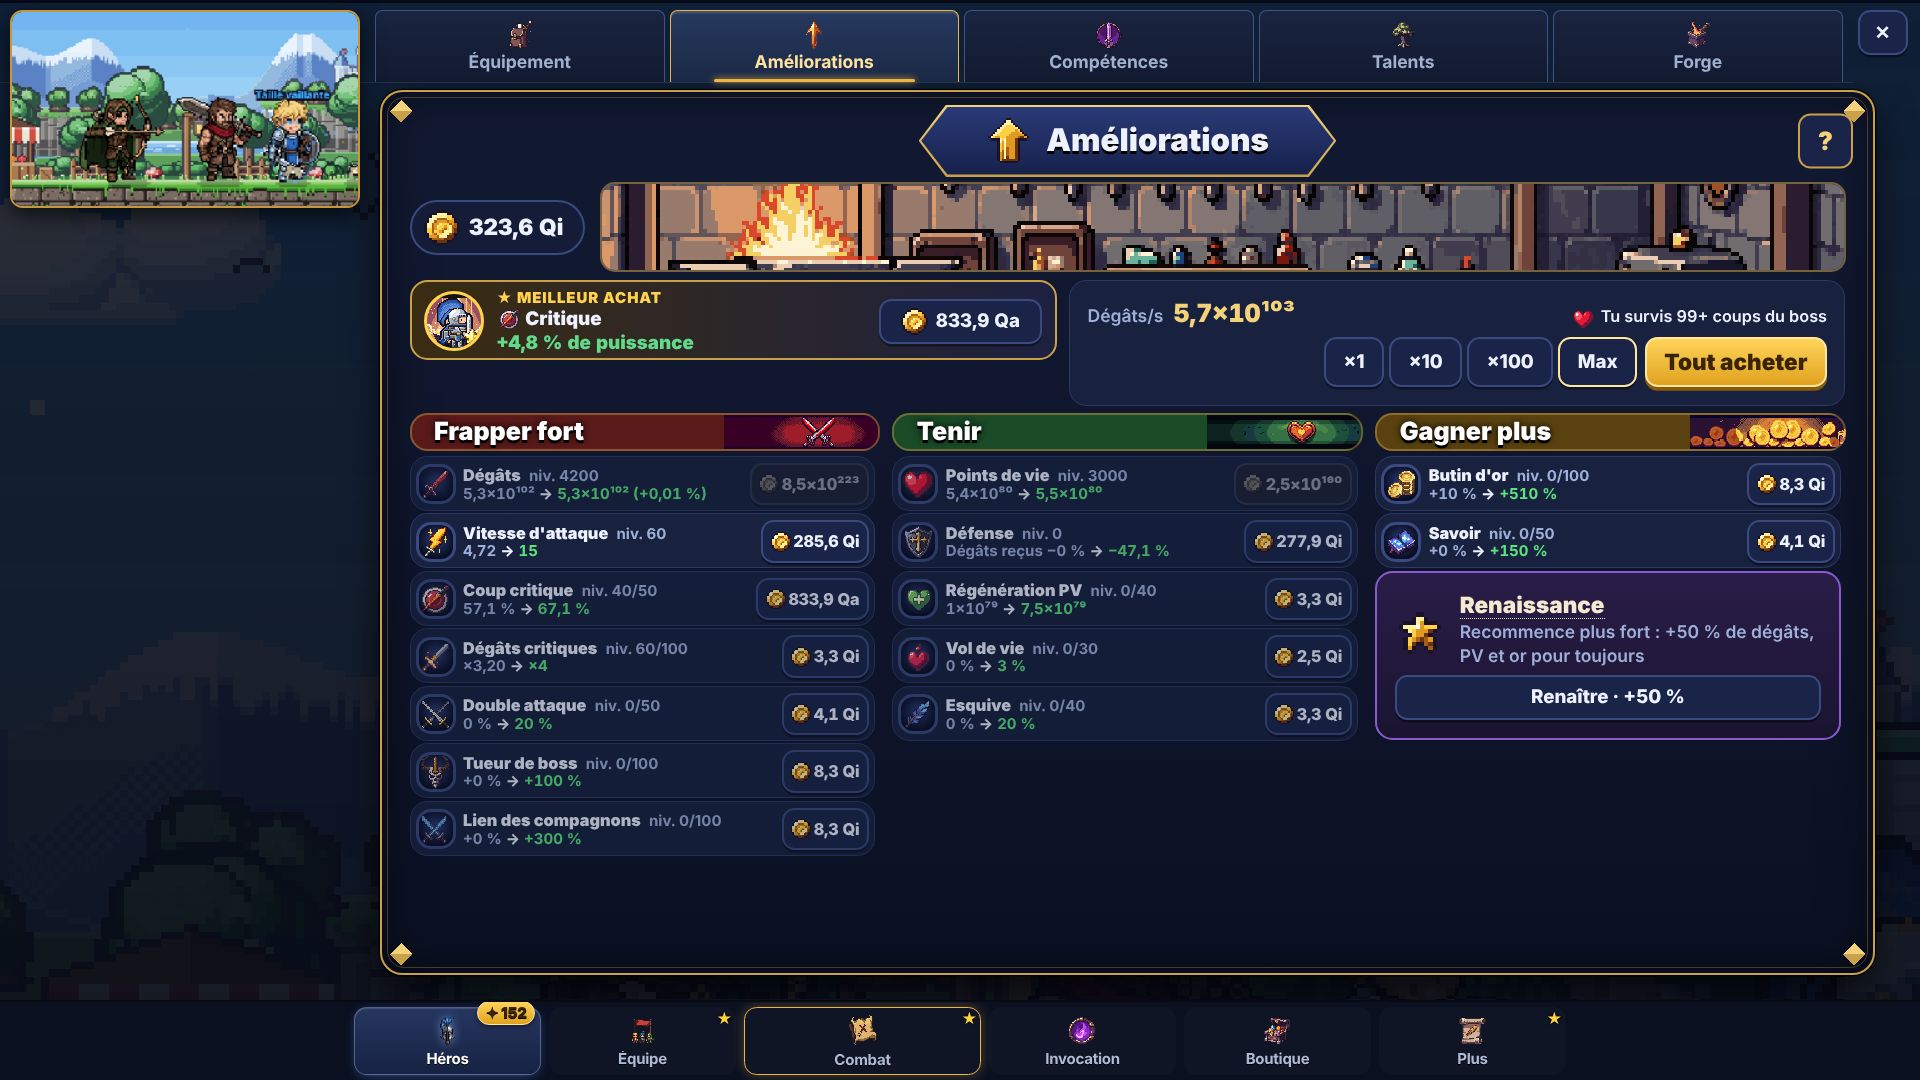 Équipement
Améliorations
Compétences
Talents
Forge
×
Taille vaillante
Améliorations
?
323,6 Qi
★ MEILLEUR ACHAT
Critique
+4,8 % de puissance
833,9 Qa
Dégâts/s 5,7×10¹⁰³
Tu survis 99+ coups du boss
×1
×10
×100
Max
Tout acheter
Frapper fort
Dégâts niv. 4200
5,3×10¹⁰² → 5,3×10¹⁰² (+0,01 %)
8,5×10²²³
Vitesse d'attaque niv. 60
4,72 → 15
285,6 Qi
Coup critique niv. 40/50
57,1 % → 67,1 %
833,9 Qa
Dégâts critiques niv. 60/100
×3,20 → ×4
3,3 Qi
Double attaque niv. 0/50
0 % → 20 %
4,1 Qi
Tueur de boss niv. 0/100
+0 % → +100 %
8,3 Qi
Lien des compagnons niv. 0/100
+0 % → +300 %
8,3 Qi
Tenir
Points de vie niv. 3000
5,4×10⁸⁰ → 5,5×10⁸⁰
2,5×10¹⁶⁰
Défense niv. 0
Dégâts reçus −0 % → −47,1 %
277,9 Qi
Régénération PV niv. 0/40
1×10⁷⁹ → 7,5×10⁷⁹
3,3 Qi
Vol de vie niv. 0/30
0 % → 3 %
2,5 Qi
Esquive niv. 0/40
0 % → 20 %
3,3 Qi
Gagner plus
Butin d'or niv. 0/100
+10 % → +510 %
8,3 Qi
Savoir niv. 0/50
+0 % → +150 %
4,1 Qi
Renaissance
Recommence plus fort : +50 % de dégâts,
PV et or pour toujours
Renaître · +50 %
✦152
Héros
Équipe
Combat
Invocation
Boutique
Plus